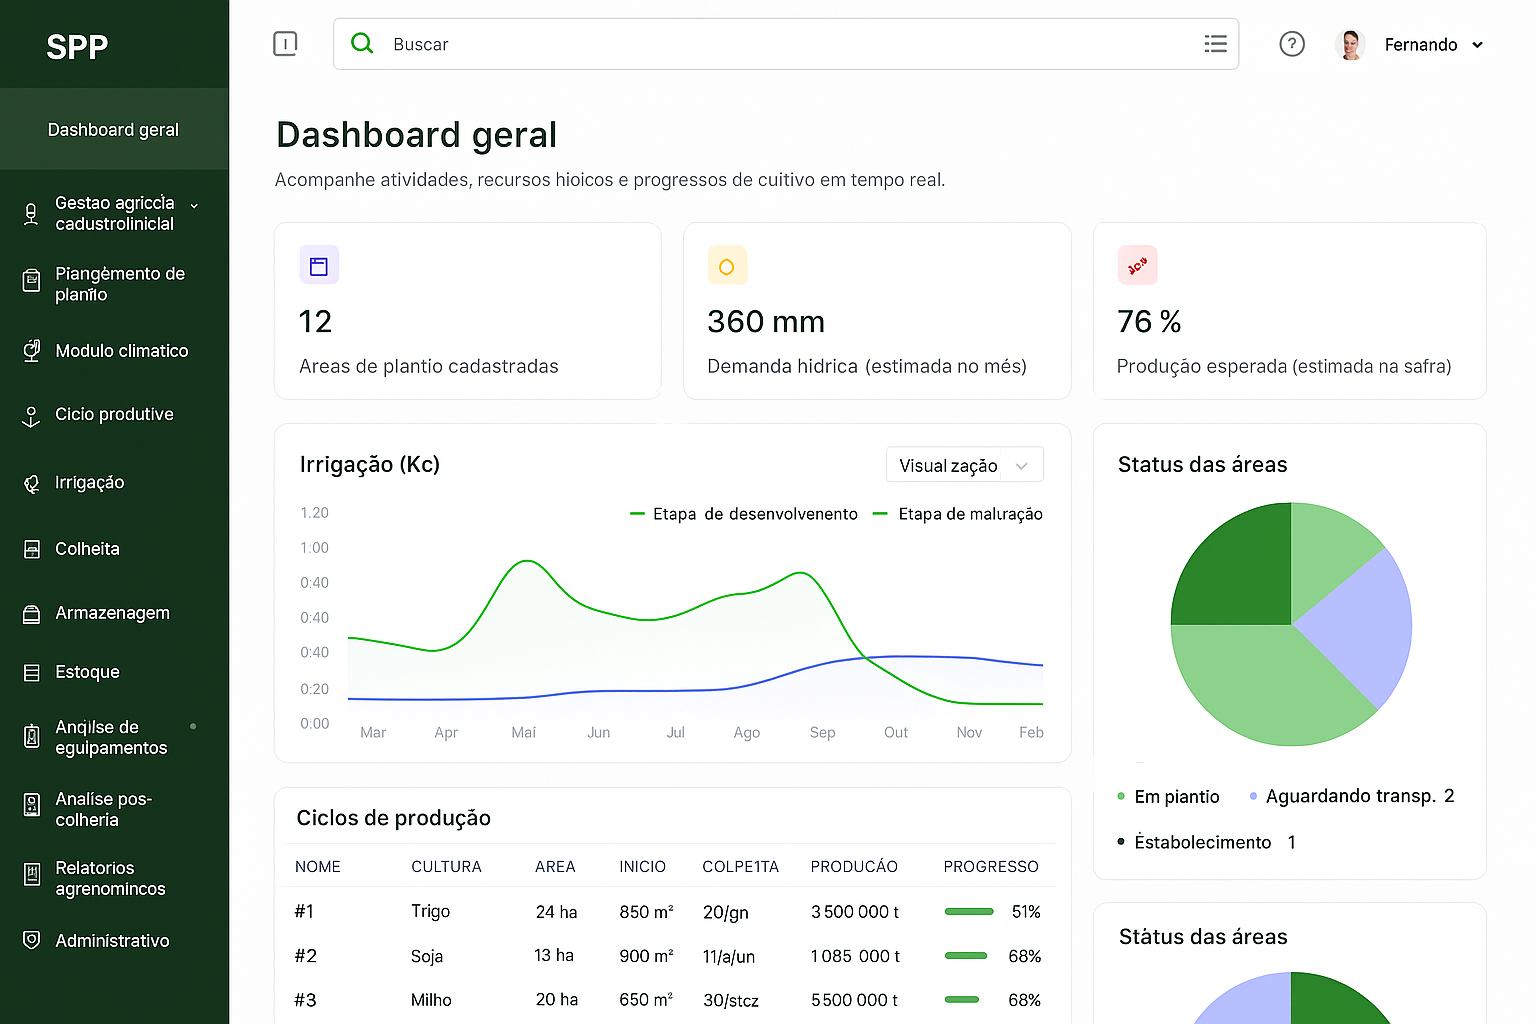 SPP
Buscar
Fernando
Dashboard geral
Gestao agriccia
cadustrolinicial
Piangèmento de
plantîo
Modulo climatico
Cicio produtive
Irrigação
Colheita
Armazenagem
Estoque
Anqilse de
eguipamentos
Analise pos-
colheria
Relatorios
agrenomincos
Administrativo
Dashboard geral
Acompanhe atividades, recursos hioicos e progressos de cuitivo em tempo real.
12
Areas de plantio cadastradas
360 mm
Demanda hidrica (estimada no més)
76 %
Produção esperada (estimada na safra)
Irrigação (Kc)
Visual zação
Etapa de desenvolvenento
Etapa de maluração
1.20
1:00
0:40
0:40
0:40
0:20
0:00
Mar Apr Mai Jun Jul Ago Sep Out Nov Feb
Status das áreas
Em piantio
Aguardando transp. 2
Èstabolecimento 1
Ciclos de produção
NOME CULTURA AREA INICIO COLPE1TA PRODUCÁO PROGRESSO
#1 Trigo 24 ha 850 m² 20/gn 3 500 000 t 51%
#2 Soja 13 ha 900 m² 11/a/un 1 085 000 t 68%
#3 Milho 20 ha 650 m² 30/stcz 5500 000 t 68%
Stàtus das áreas